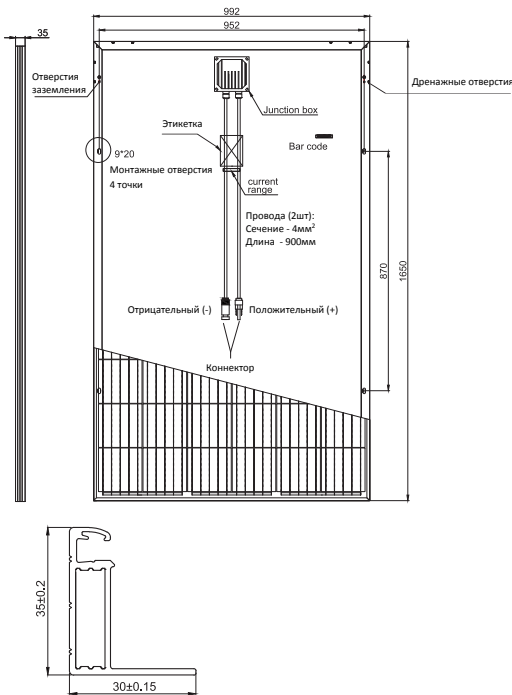 992
952
35
Отверстия
заземления
Дренажные отверстия
Junction box
Этикетка
Bar code
9*20
Монтажные отверстия
4 точки
current
range
Провода (2шт):
Сечение - 4мм²
Длина - 900мм
870
1650
Отрицательный (-)
Положительный (+)
Коннектор
35±0.2
30±0.15